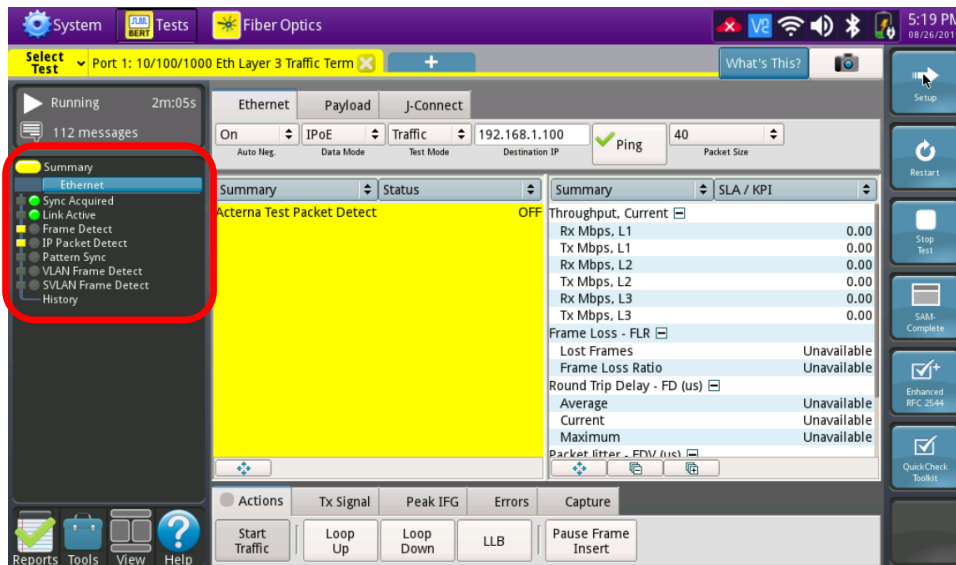 System
Tests
BERT
Fiber Optics
5:19 PM
08/26/201
Select Test
Port 1: 10/100/1000 Eth Layer 3 Traffic Term
+
What's This?
Running 2m:05s
112 messages
Summary
Ethernet
Sync Acquired
Link Active
Frame Detect
IP Packet Detect
Pattern Sync
VLAN Frame Detect
SVLAN Frame Detect
History
Ethernet Payload J-Connect
On IPoE Traffic 192.168.1.100 Ping 40
Auto Neg. Data Mode Test Mode Destination IP Packet Size
Summary Status
Acterna Test Packet Detect OFF
Summary SLA / KPI
Throughput, Current
Rx Mbps, L1 0.00
Tx Mbps, L1 0.00
Rx Mbps, L2 0.00
Tx Mbps, L2 0.00
Rx Mbps, L3 0.00
Tx Mbps, L3 0.00
Frame Loss - FLR
Lost Frames Unavailable
Frame Loss Ratio Unavailable
Round Trip Delay - FD (us)
Average Unavailable
Current Unavailable
Maximum Unavailable
Packet Jitter - FDV (us)
Actions Tx Signal Peak IFG Errors Capture
Start Traffic
Loop Up
Loop Down
LLB
Pause Frame Insert
Reports Tools View Help
Setup
Restart
Stop Test
SAM-Complete
Enhanced RFC 2544
QuickCheck Toolkit